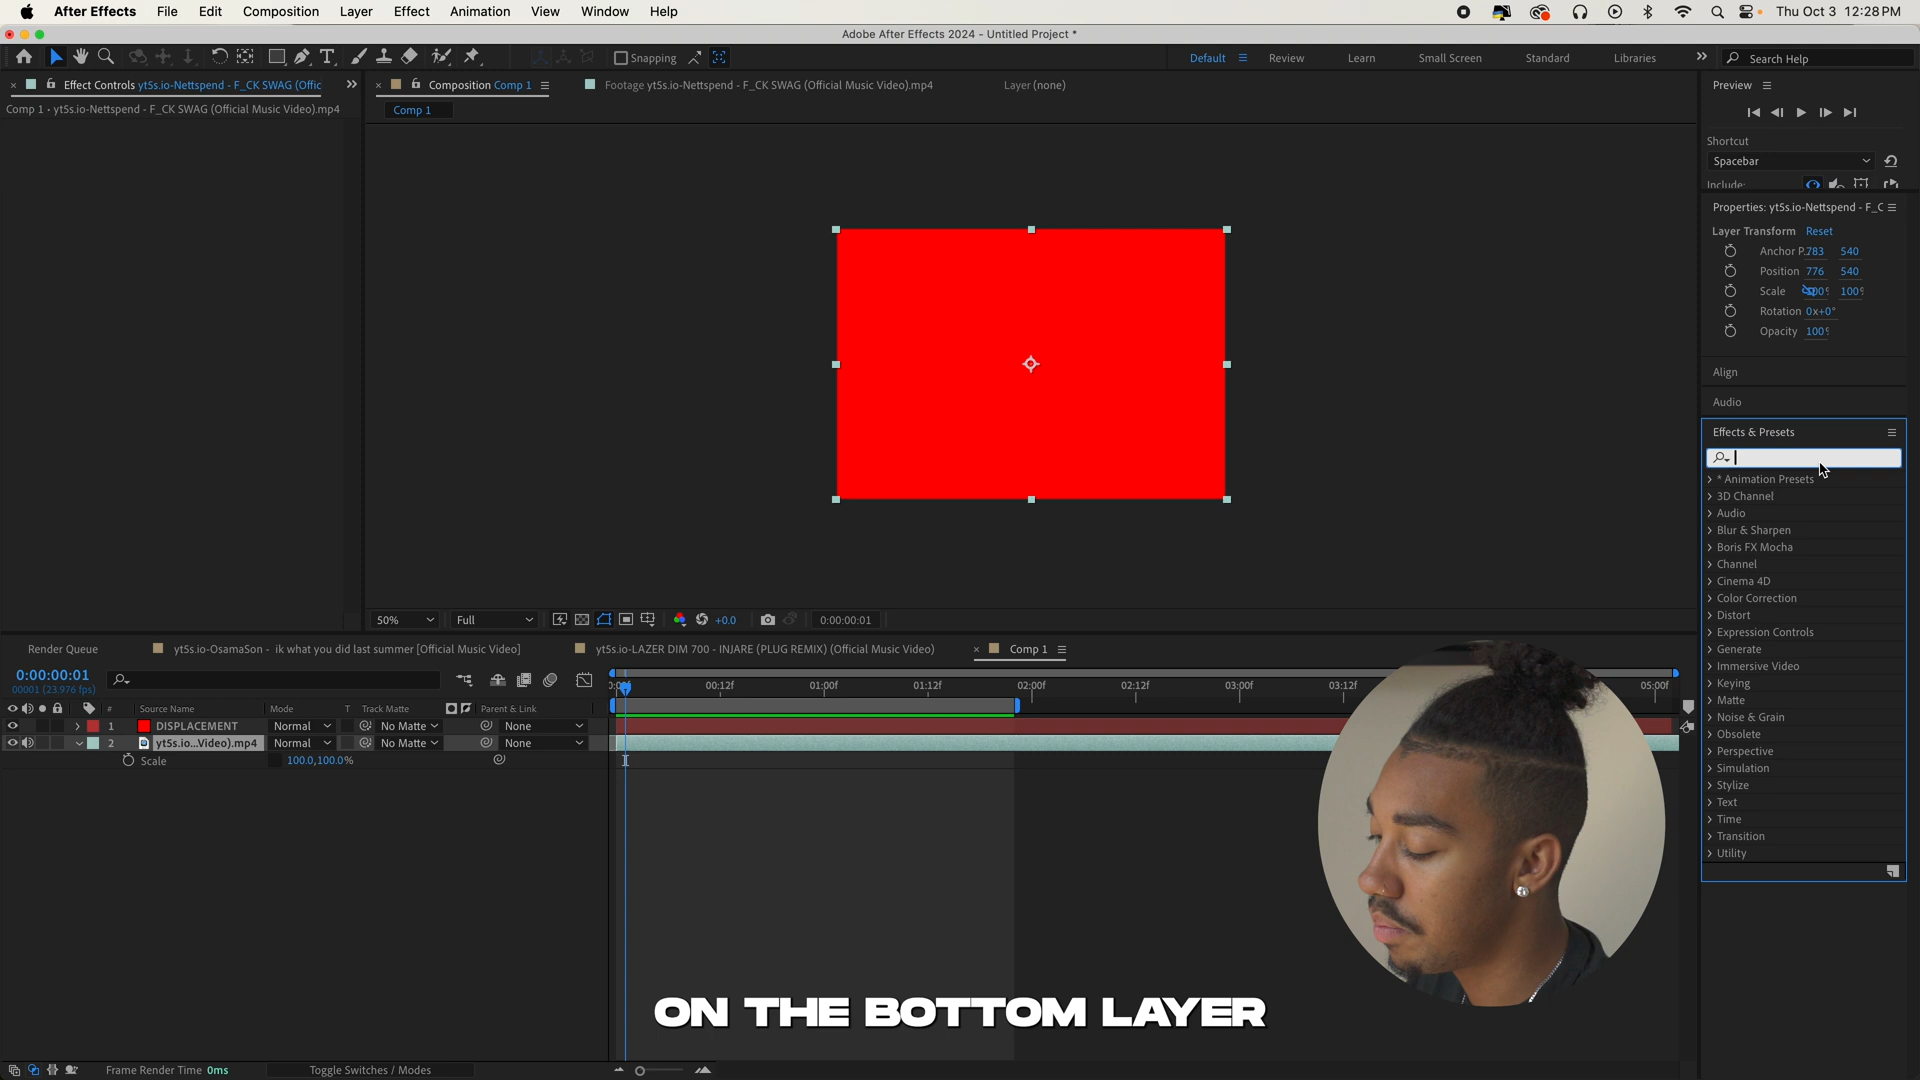 After Effects File Edit Composition Layer Effect Animation View Window Help Thu Oct 3 12:28 PM
Adobe After Effects 2024 - Untitled Project *
Snapping Default Review Learn Small Screen Standard Libraries Search Help
Effect Controls yt5s.io-Nettspend - F_CK SWAG (Offic
Composition Comp 1
Footage yt5s.io-Nettspend - F_CK SWAG (Official Music Video).mp4
Layer (none)
Preview
Comp 1 • yt5s.io-Nettspend - F_CK SWAG (Official Music Video).mp4
Comp 1
Shortcut
Spacebar
Include:
Properties: yt5s.io-Nettspend - F_C
Layer Transform Reset
Anchor P. 783 540
Position 776 540
Scale 100% 100%
Rotation 0x+0°
Opacity 100%
Align
Audio
Effects & Presets
* Animation Presets
3D Channel
Audio
Blur & Sharpen
Boris FX Mocha
Channel
Cinema 4D
Color Correction
Distort
Expression Controls
Generate
Immersive Video
Keying
Matte
Noise & Grain
Obsolete
Perspective
Simulation
Stylize
Text
Time
Transition
Utility
50% Full +0.0 0:00:00:01
Render Queue
yt5s.io-OsamaSon - ik what you did last summer [Official Music Video]
yt5s.io-LAZER DIM 700 - INJARE (PLUG REMIX) (Official Music Video)
Comp 1
0:00:00:01
00001 (23.976 fps)
00:12f 01:00f 01:12f 02:00f 02:12f 03:00f 03:12f 05:00f
# Source Name Mode T Track Matte Parent & Link
1 DISPLACEMENT Normal No Matte None
2 yt5s.io...Video).mp4 Normal No Matte None
Scale 100.0,100.0%
ON THE BOTTOM LAYER
Frame Render Time 0ms Toggle Switches / Modes